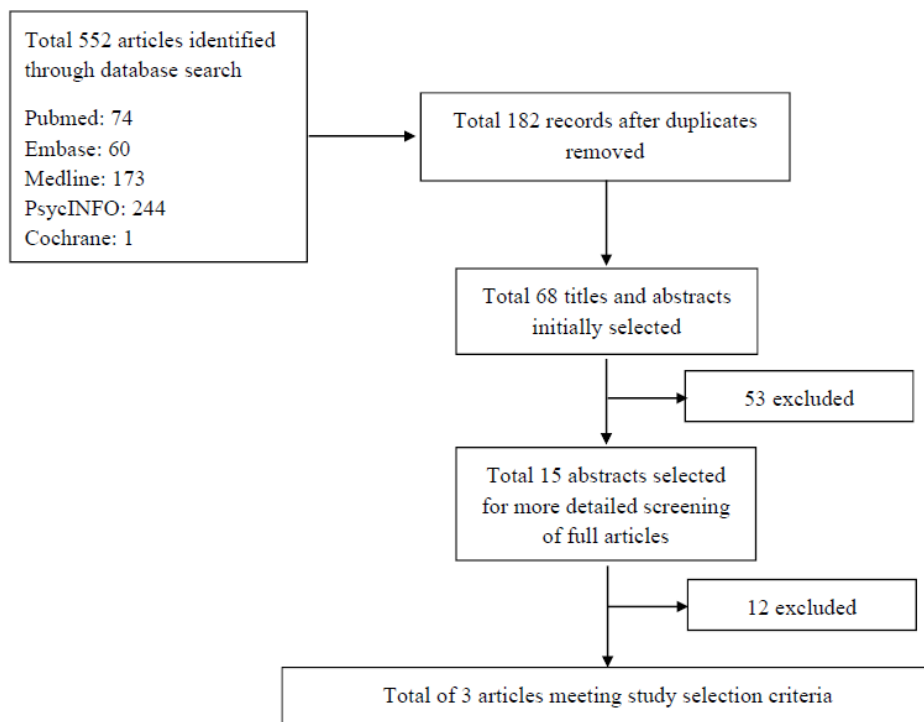 Total 552 articles identified
through database search
Pubmed: 74
Embase: 60
Medline: 173
PsycINFO: 244
Cochrane: 1
Total 182 records after duplicates
removed
Total 68 titles and abstracts
initially selected
53 excluded
Total 15 abstracts selected
for more detailed screening
of full articles
12 excluded
Total of 3 articles meeting study selection criteria